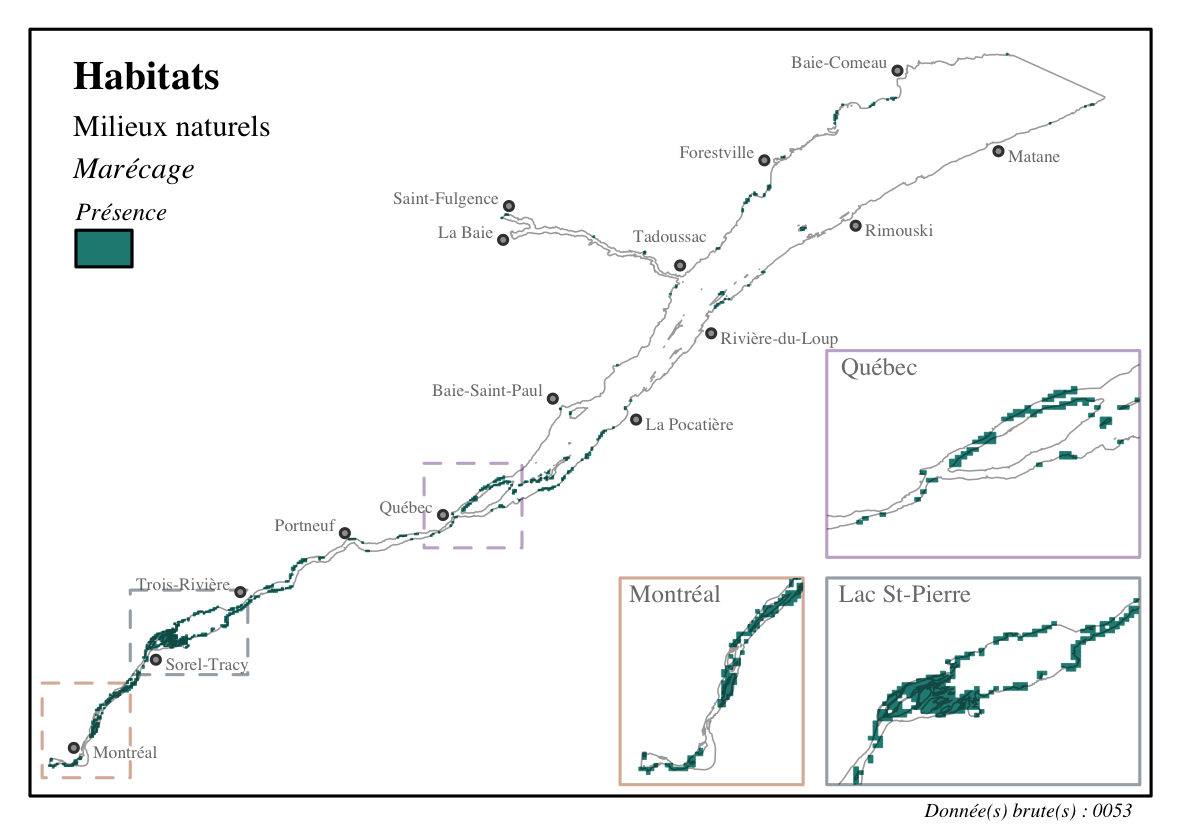 Habitats
Milieux naturels
Marécage
Présence
Baie-Comeau
Forestville
Matane
Saint-Fulgence
La Baie
Tadoussac
Rimouski
Rivière-du-Loup
Baie-Saint-Paul
La Pocatière
Québec
Portneuf
Trois-Rivière
Sorel-Tracy
Montréal
Québec
Montréal
Lac St-Pierre
Donnée(s) brute(s) : 0053